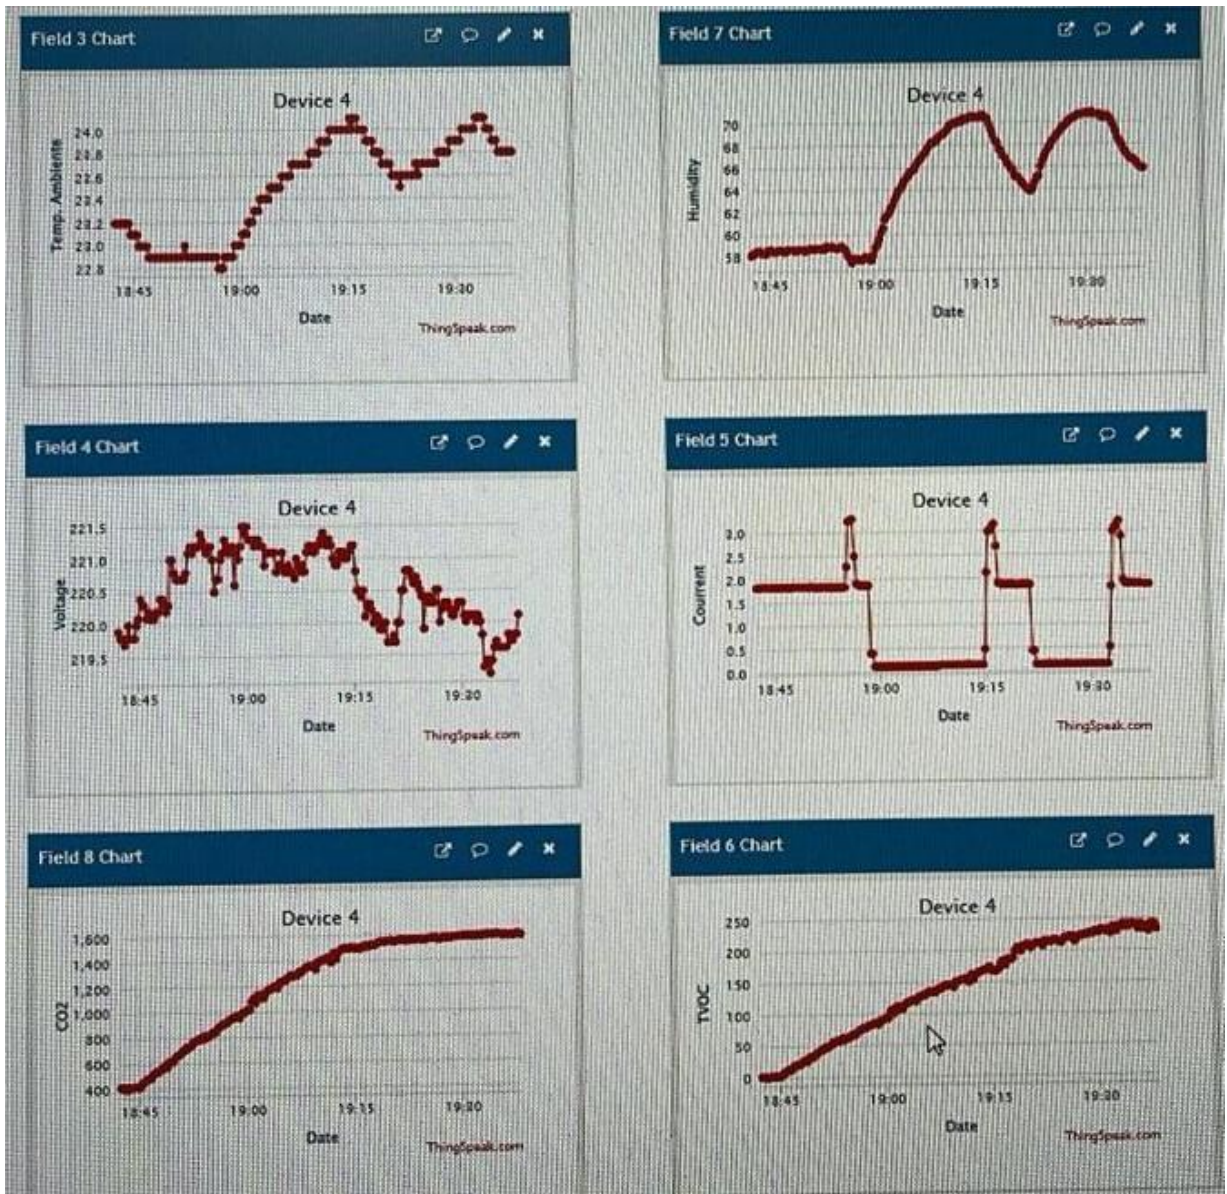 Field 3 Chart
Device 4
Temp. Ambiente
24.0
23.8
23.6
23.4
23.2
23.0
22.8
18:45 19:00 19:15 19:30
Date
ThingSpeak.com
Field 7 Chart
Device 4
Humidity
70
68
66
64
62
60
58
18:45 19:00 19:15 19:30
Date
ThingSpeak.com
Field 4 Chart
Device 4
Voltage
221.5
221.0
220.5
220.0
219.5
18:45 19:00 19:15 19:30
Date
ThingSpeak.com
Field 5 Chart
Device 4
Courrent
3.0
2.5
2.0
1.5
1.0
0.5
0.0
18:45 19:00 19:15 19:30
Date
ThingSpeak.com
Field 8 Chart
Device 4
CO2
1,600
1,400
1,200
1,000
800
600
400
18:45 19:00 19:15 19:30
Date
ThingSpeak.com
Field 6 Chart
Device 4
TVOC
250
200
150
100
50
0
18:45 19:00 19:15 19:30
Date
ThingSpeak.com